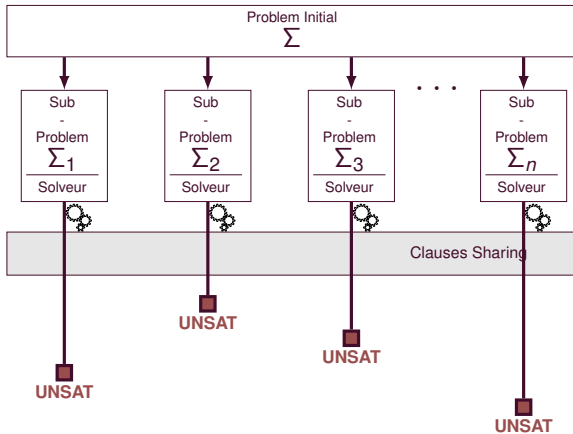 Problem Initial
Σ
. . .
Sub
-
Problem
Σ1
Solveur
Sub
-
Problem
Σ2
Solveur
Sub
-
Problem
Σ3
Solveur
Sub
-
Problem
Σn
Solveur
Clauses Sharing
UNSAT
UNSAT
UNSAT
UNSAT